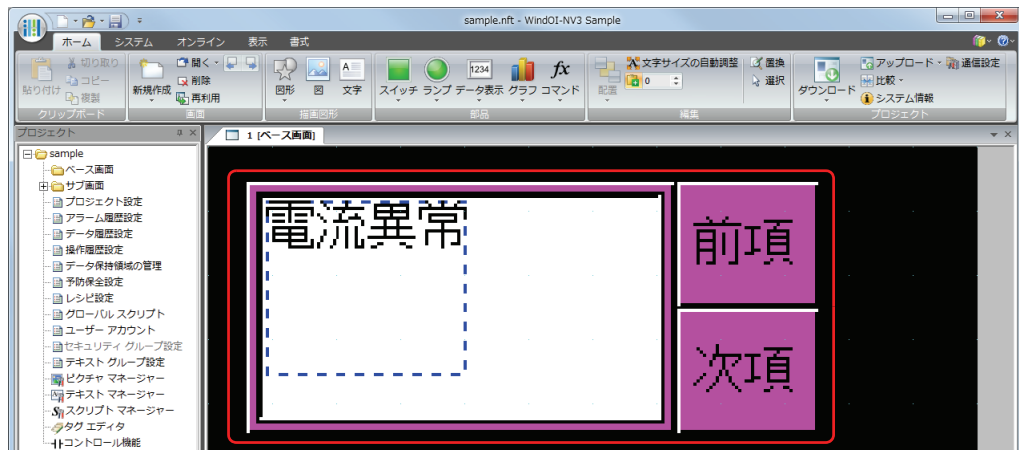 sample.nft - WindOI-NV3 Sample
ホーム システム オンライン 表示 書式
貼り付け 切り取り コピー 複製 新規作成 開く 削除 再利用 図形 図 文字 スイッチ ランプ データ表示 グラフ コマンド 配置 文字サイズの自動調整 0 置換 選択 ダウンロード アップロード 比較 システム情報 通信設定
A 1234 fx
クリップボード 画面 描画図形 部品 編集 プロジェクト
プロジェクト
1 [ベース画面]
sample
ベース画面
サブ画面
プロジェクト設定
アラーム履歴設定
データ履歴設定
操作履歴設定
データ保持領域の管理
予防保全設定
レシピ設定
グローバル スクリプト
ユーザー アカウント
セキュリティ グループ設定
テキスト グループ設定
ピクチャ マネージャー
テキスト マネージャー
スクリプト マネージャー
タグ エディタ
コントロール機能
電流異常
前項
次項